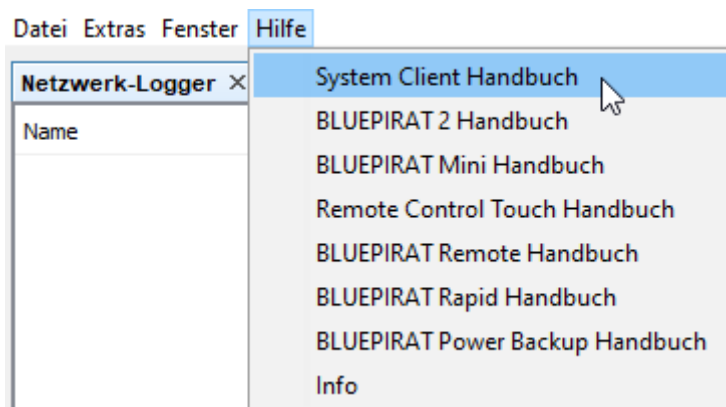 Datei Extras Fenster Hilfe
Netzwerk-Logger ×
Name
System Client Handbuch
BLUEPIRAT 2 Handbuch
BLUEPIRAT Mini Handbuch
Remote Control Touch Handbuch
BLUEPIRAT Remote Handbuch
BLUEPIRAT Rapid Handbuch
BLUEPIRAT Power Backup Handbuch
Info